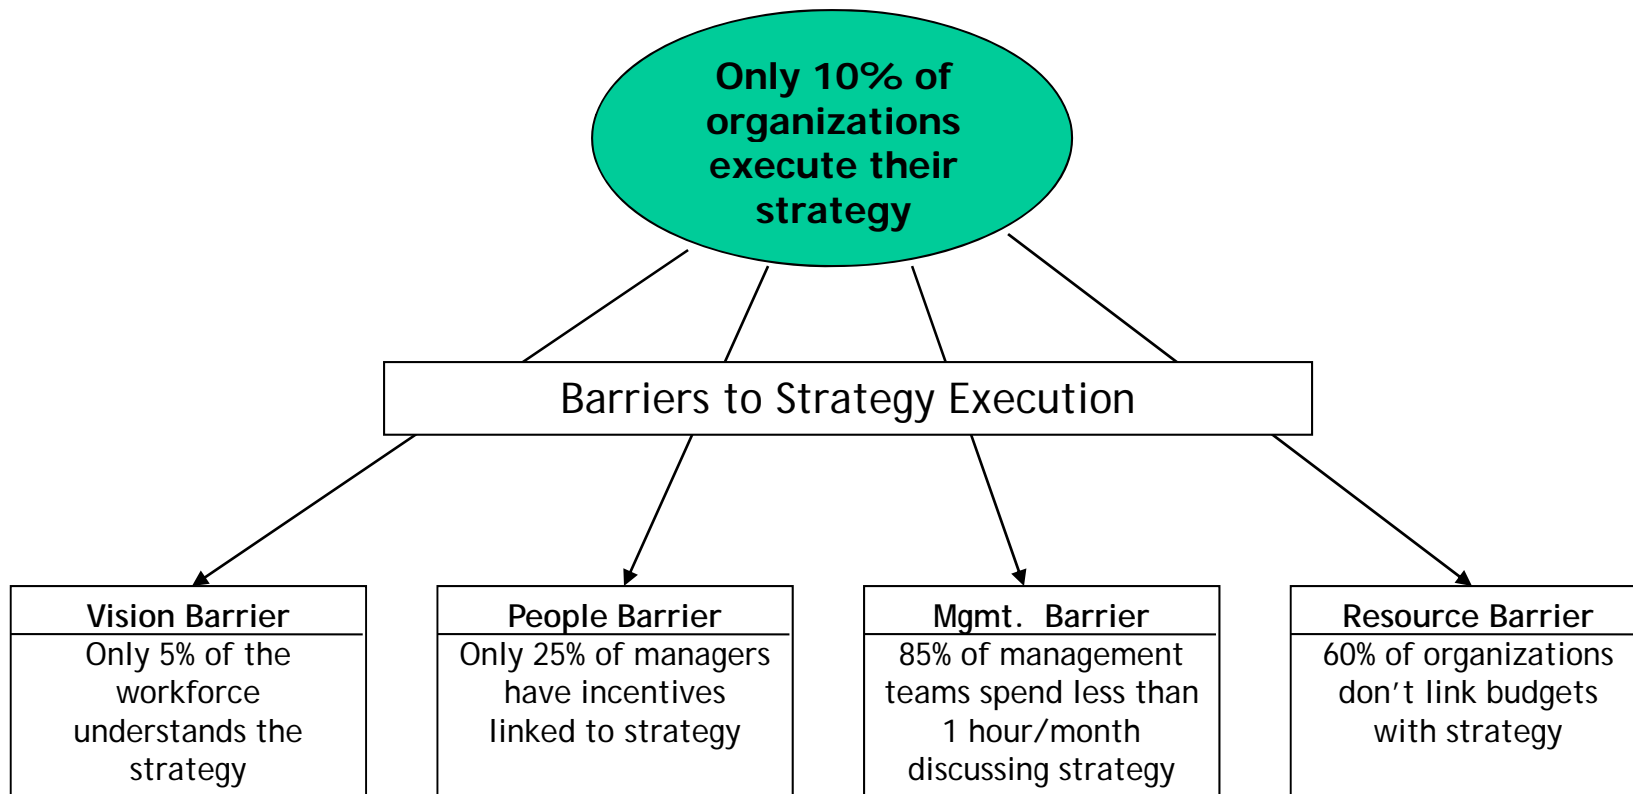 Only 10% of
organizations
execute their
strategy
Barriers to Strategy Execution
Vision Barrier
Only 5% of the
workforce
understands the
strategy
People Barrier
Only 25% of managers
have incentives
linked to strategy
Mgmt. Barrier
85% of management
teams spend less than
1 hour/month
discussing strategy
Resource Barrier
60% of organizations
don't link budgets
with strategy